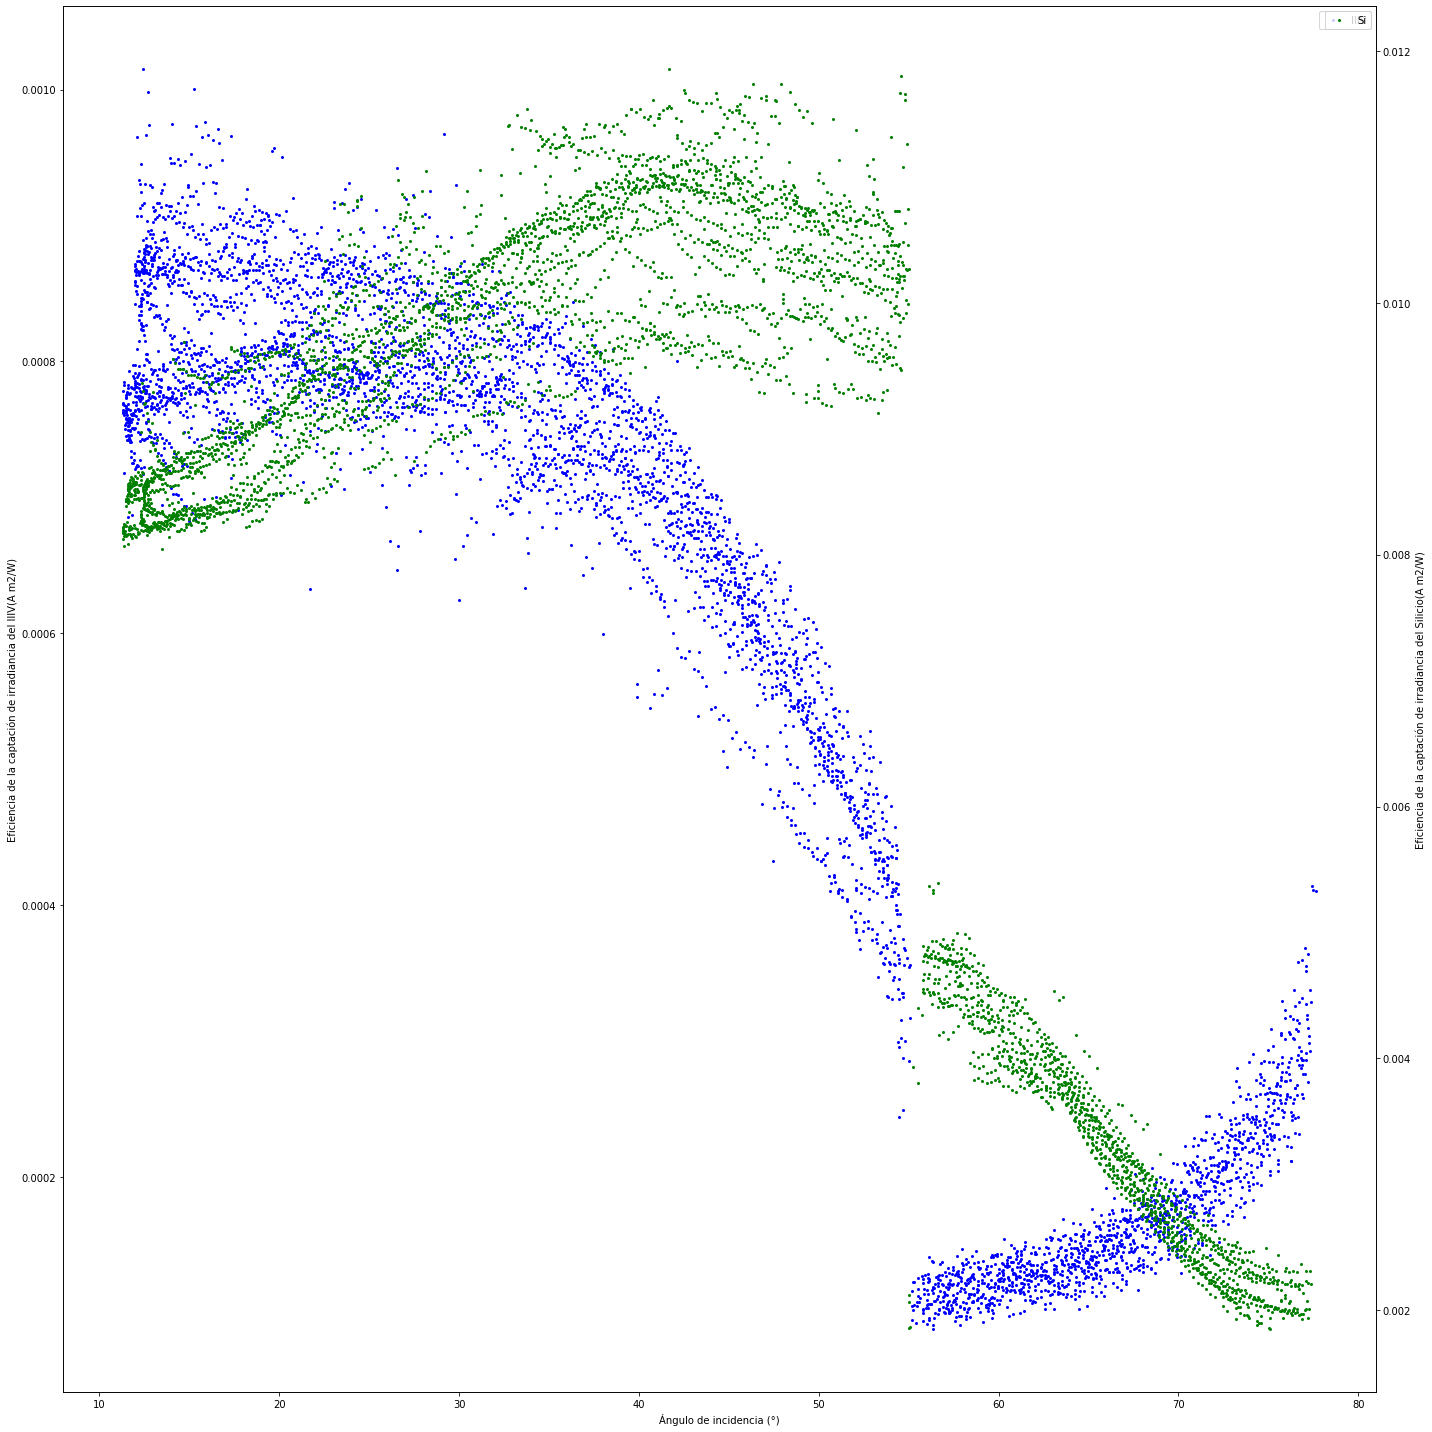 Si
0.0010
0.0008
0.0006
0.0004
0.0002
0.012
0.010
0.008
0.006
0.004
0.002
Eficiencia de la captación de irradiancia del IIIV(A m2/W)
Eficiencia de la captación de irradiancia del Silicio(A m2/W)
10 20 30 40 50 60 70 80
Ángulo de incidencia (°)